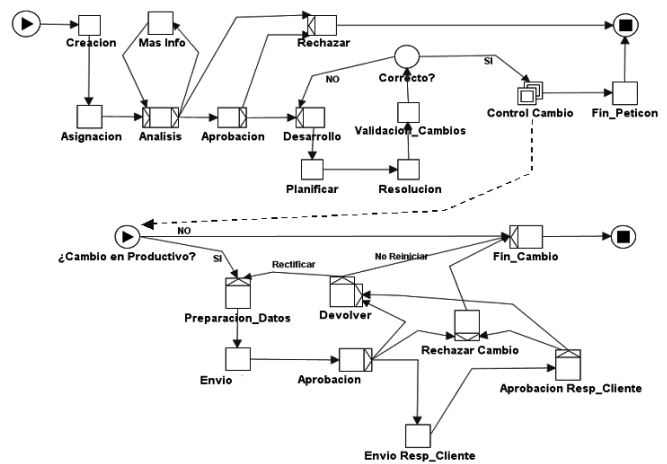 Creacion
Mas Info
Rechazar
NO
Correcto?
SI
Asignacion
Analisis
Aprobacion
Desarrollo
Validacion_Cambios
Control Cambio
Fin_Peticon
Planificar
Resolucion
NO
¿Cambio en Productivo?
SI
Rectificar
No Reiniciar
Fin_Cambio
Preparacion_Datos
Devolver
Rechazar Cambio
Envio
Aprobacion
Aprobacion Resp_Cliente
Envio Resp_Cliente